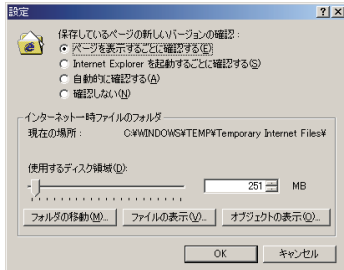 設定
保存しているページの新しいバージョンの確認：
ページを表示するごとに確認する(E)
Internet Explorer を起動するごとに確認する(S)
自動的に確認する(A)
確認しない(N)
インターネット一時ファイルのフォルダ
現在の場所： C:¥WINDOWS¥TEMP¥Temporary Internet Files¥
使用するディスク領域(D):
251 MB
フォルダの移動(M)... ファイルの表示(V)... オブジェクトの表示(O)...
OK キャンセル